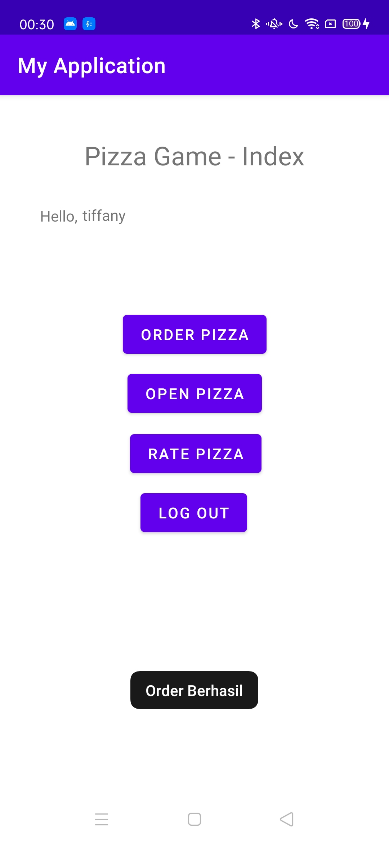 00:30
100
My Application
Pizza Game - Index
Hello, tiffany
ORDER PIZZA
OPEN PIZZA
RATE PIZZA
LOG OUT
Order Berhasil